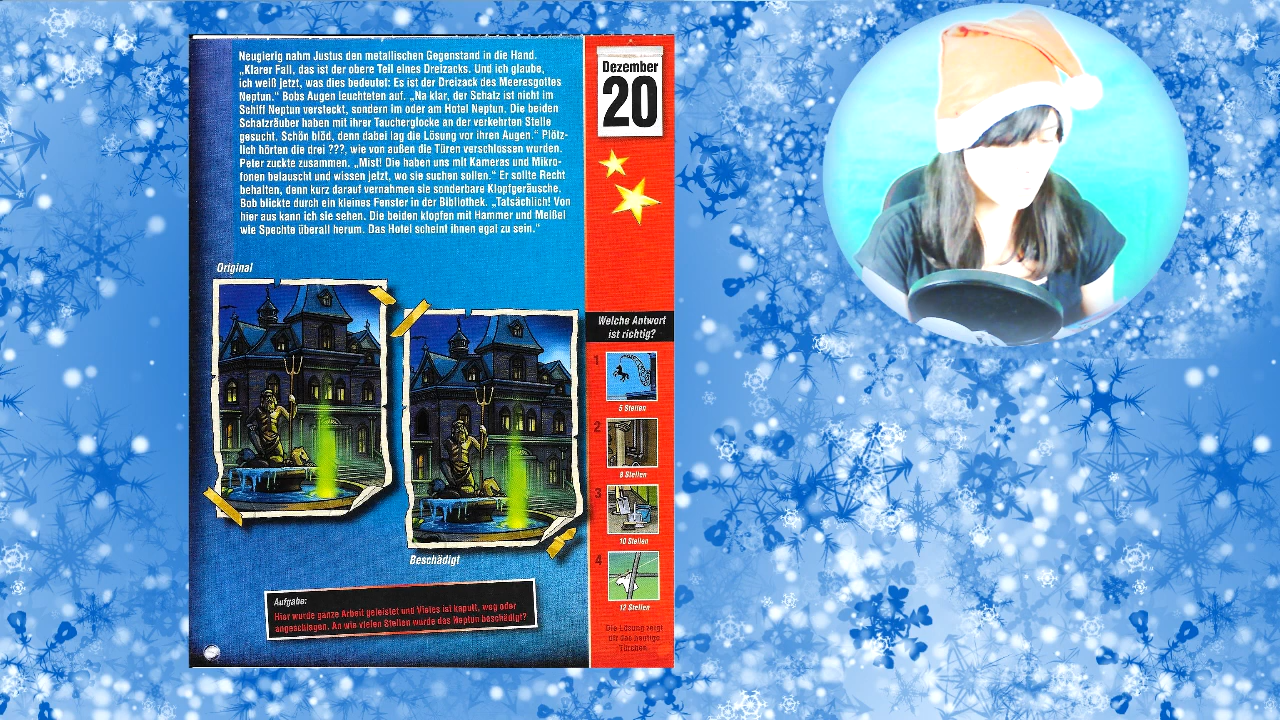 Neugierig nahm Justus den metallischen Gegenstand in die Hand.
„Klarer Fall, das ist der obere Teil eines Dreizacks. Und ich glaube,
ich weiß jetzt, was dies bedeutet: Es ist der Dreizack des Meeresgottes
Neptun.“ Bobs Augen leuchteten auf. „Na klar, der Schatz ist nicht im
Schiff Neptun versteckt, sondern im oder am Hotel Neptun. Die beiden
Schatzräuber haben mit ihrer Taucherglocke an der verkehrten Stelle
gesucht. Schön blöd, denn dabei lag die Lösung vor ihren Augen.“ Plötz-
lich hörten die drei ???, wie von außen die Türen verschlossen wurden.
Peter zuckte zusammen. „Mist! Die haben uns mit Kameras und Mikro-
fonen belauscht und wissen jetzt, wo sie suchen sollen.“ Er sollte Recht
behalten, denn kurz darauf vernahmen sie sonderbare Klopfgeräusche.
Bob blickte durch ein kleines Fenster in der Bibliothek. „Tatsächlich! Von
hier aus kann ich sie sehen. Die beiden klopfen mit Hammer und Meißel
wie Spechte überall herum. Das Hotel scheint ihnen egal zu sein.“
Original
Beschädigt
Aufgabe:
Hier wurde ganze Arbeit geleistet und Vieles ist kaputt, weg oder
angeschlagen. An wie vielen Stellen wurde das Neptun beschädigt?
Dezember
20
Welche Antwort
ist richtig?
1
5 Stellen
2
8 Stellen
3
10 Stellen
4
12 Stellen
Die Lösung zeigt
dir das heutige
Türchen.